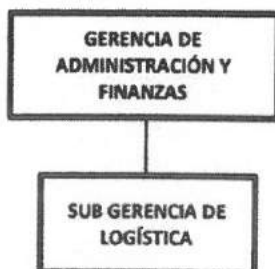 GERENCIA DE
ADMINISTRACIÓN Y
FINANZAS
SUB GERENCIA DE
LOGÍSTICA